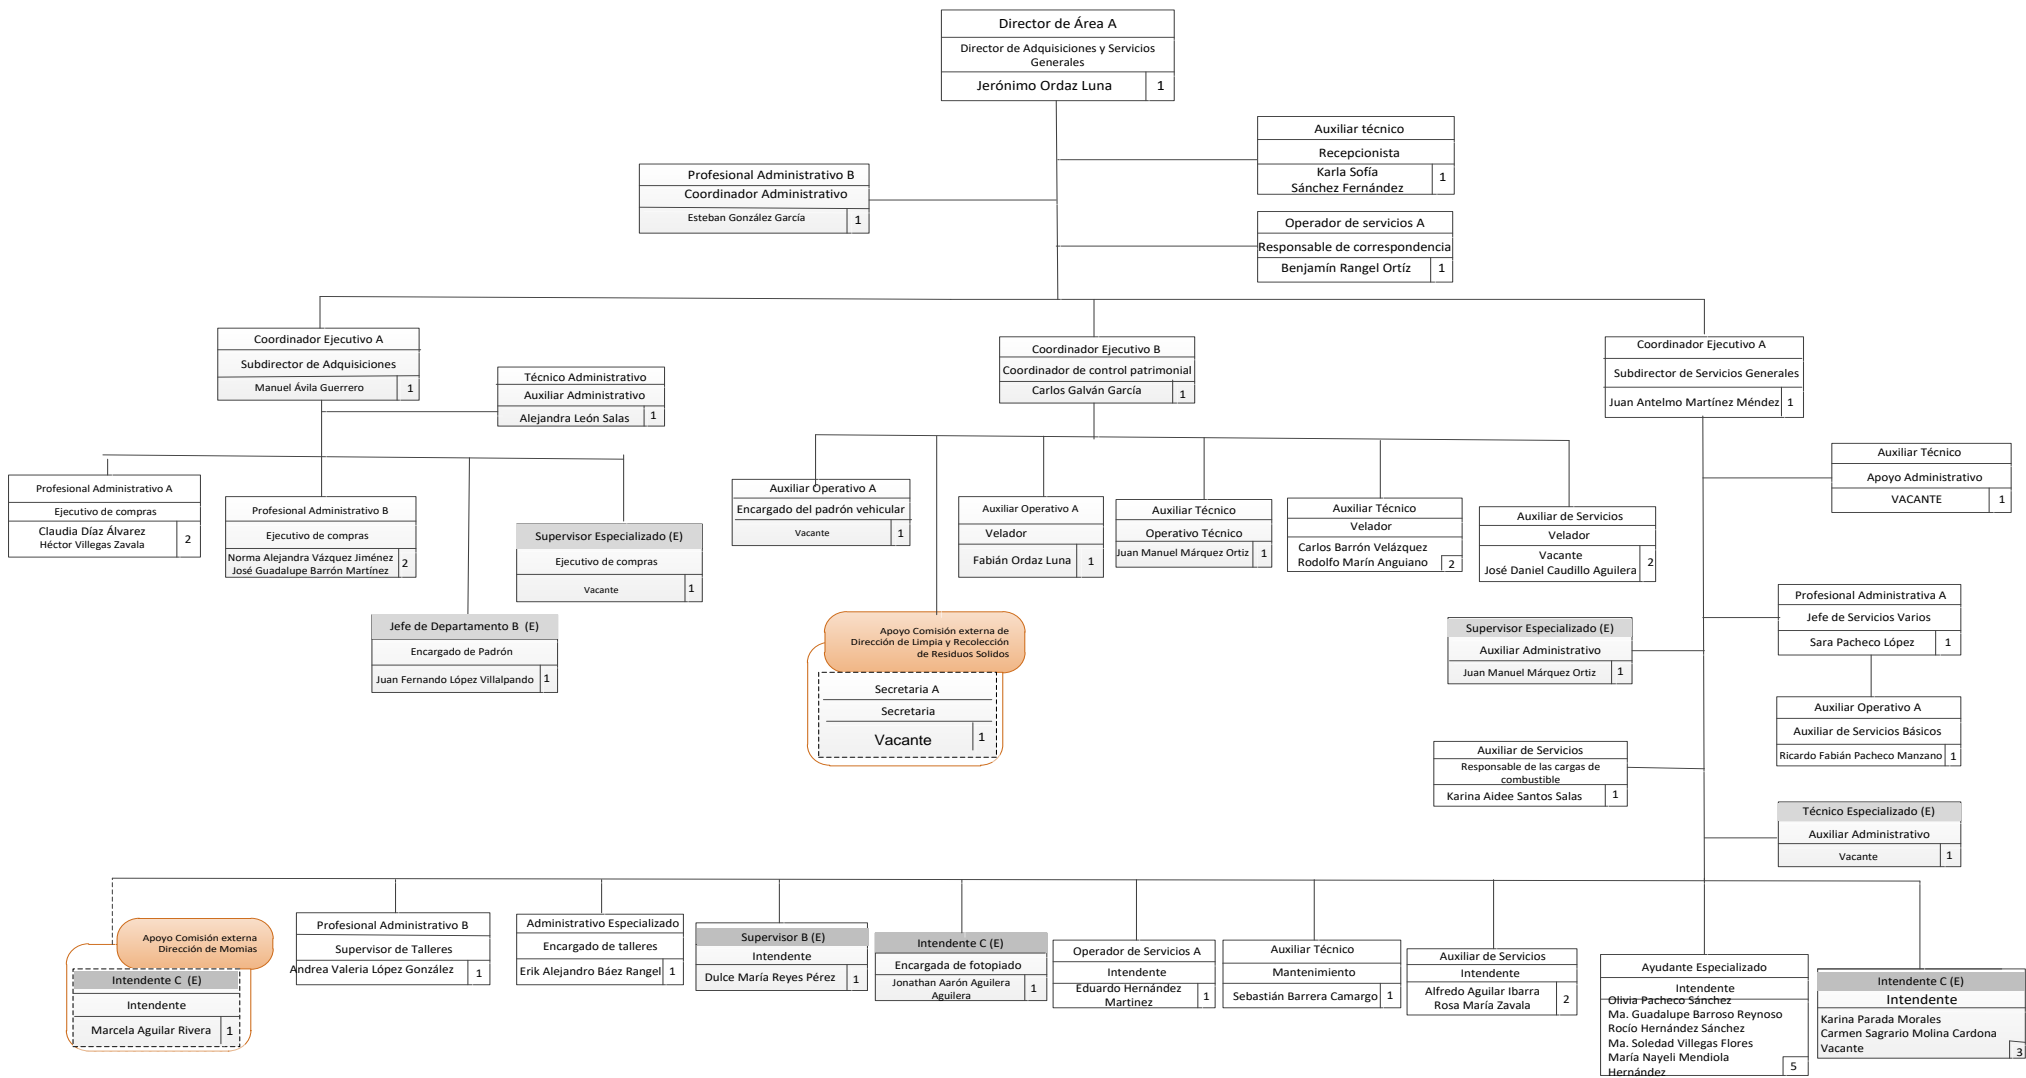 Director de Área A
Director de Adquisiciones y Servicios
Generales
Jerónimo Ordaz Luna 1
Auxiliar técnico
Recepcionista
Karla Sofía
Sánchez Fernández 1
Profesional Administrativo B
Coordinador Administrativo
Esteban González García 1
Operador de servicios A
Responsable de correspondencia
Benjamín Rangel Ortíz 1
Coordinador Ejecutivo A
Subdirector de Adquisiciones
Manuel Ávila Guerrero 1
Técnico Administrativo
Auxiliar Administrativo
Alejandra León Salas 1
Coordinador Ejecutivo B
Coordinador de control patrimonial
Carlos Galván García 1
Coordinador Ejecutivo A
Subdirector de Servicios Generales
Juan Antelmo Martínez Méndez 1
Auxiliar Técnico
Apoyo Administrativo
VACANTE 1
Profesional Administrativo A
Ejecutivo de compras
Claudia Díaz Álvarez
Héctor Villegas Zavala 2
Profesional Administrativo B
Ejecutivo de compras
Norma Alejandra Vázquez Jiménez
José Guadalupe Barrón Martínez 2
Supervisor Especializado (E)
Ejecutivo de compras
Vacante 1
Jefe de Departamento B (E)
Encargado de Padrón
Juan Fernando López Villalpando 1
Auxiliar Operativo A
Encargado del padrón vehicular
Vacante 1
Auxiliar Operativo A
Velador
Fabián Ordaz Luna 1
Auxiliar Técnico
Operativo Técnico
Juan Manuel Márquez Ortiz 1
Auxiliar Técnico
Velador
Carlos Barrón Velázquez
Rodolfo Marín Anguiano 2
Auxiliar de Servicios
Velador
Vacante
José Daniel Caudillo Aguilera 2
Apoyo Comisión externa de
Dirección de Limpia y Recolección
de Residuos Solidos
Secretaria A
Secretaria
Vacante 1
Supervisor Especializado (E)
Auxiliar Administrativo
Juan Manuel Márquez Ortiz 1
Profesional Administrativa A
Jefe de Servicios Varios
Sara Pacheco López 1
Auxiliar Operativo A
Auxiliar de Servicios Básicos
Ricardo Fabián Pacheco Manzano 1
Auxiliar de Servicios
Responsable de las cargas de
combustible
Karina Aidee Santos Salas 1
Técnico Especializado (E)
Auxiliar Administrativo
Vacante 1
Apoyo Comisión externa
Dirección de Momias
Intendente C (E)
Intendente
Marcela Aguilar Rivera 1
Profesional Administrativo B
Supervisor de Talleres
Andrea Valeria López González 1
Administrativo Especializado
Encargado de talleres
Erik Alejandro Báez Rangel 1
Supervisor B (E)
Intendente
Dulce María Reyes Pérez 1
Intendente C (E)
Encargada de fotopiado
Jonathan Aarón Aguilera
Aguilera 1
Operador de Servicios A
Intendente
Eduardo Hernández
Martinez 1
Auxiliar Técnico
Mantenimiento
Sebastián Barrera Camargo 1
Auxiliar de Servicios
Intendente
Alfredo Aguilar Ibarra
Rosa María Zavala 2
Ayudante Especializado
Intendente
Olivia Pacheco Sánchez
Ma. Guadalupe Barroso Reynoso
Rocío Hernández Sánchez
Ma. Soledad Villegas Flores
María Nayeli Mendiola
Hernández 5
Intendente C (E)
Intendente
Karina Parada Morales
Carmen Sagrario Molina Cardona
Vacante 3